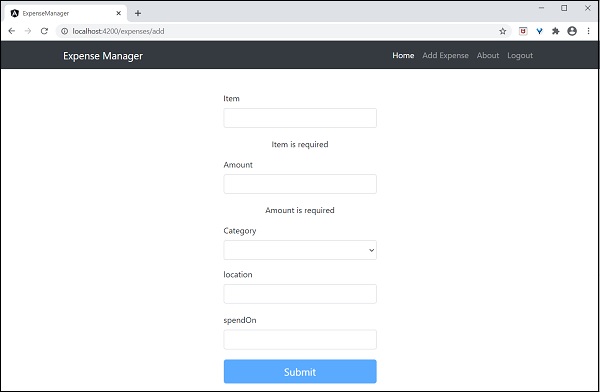 ExpenseManager
localhost:4200/expenses/add
Expense Manager
Home Add Expense About Logout
Item
Item is required
Amount
Amount is required
Category
location
spendOn
Submit